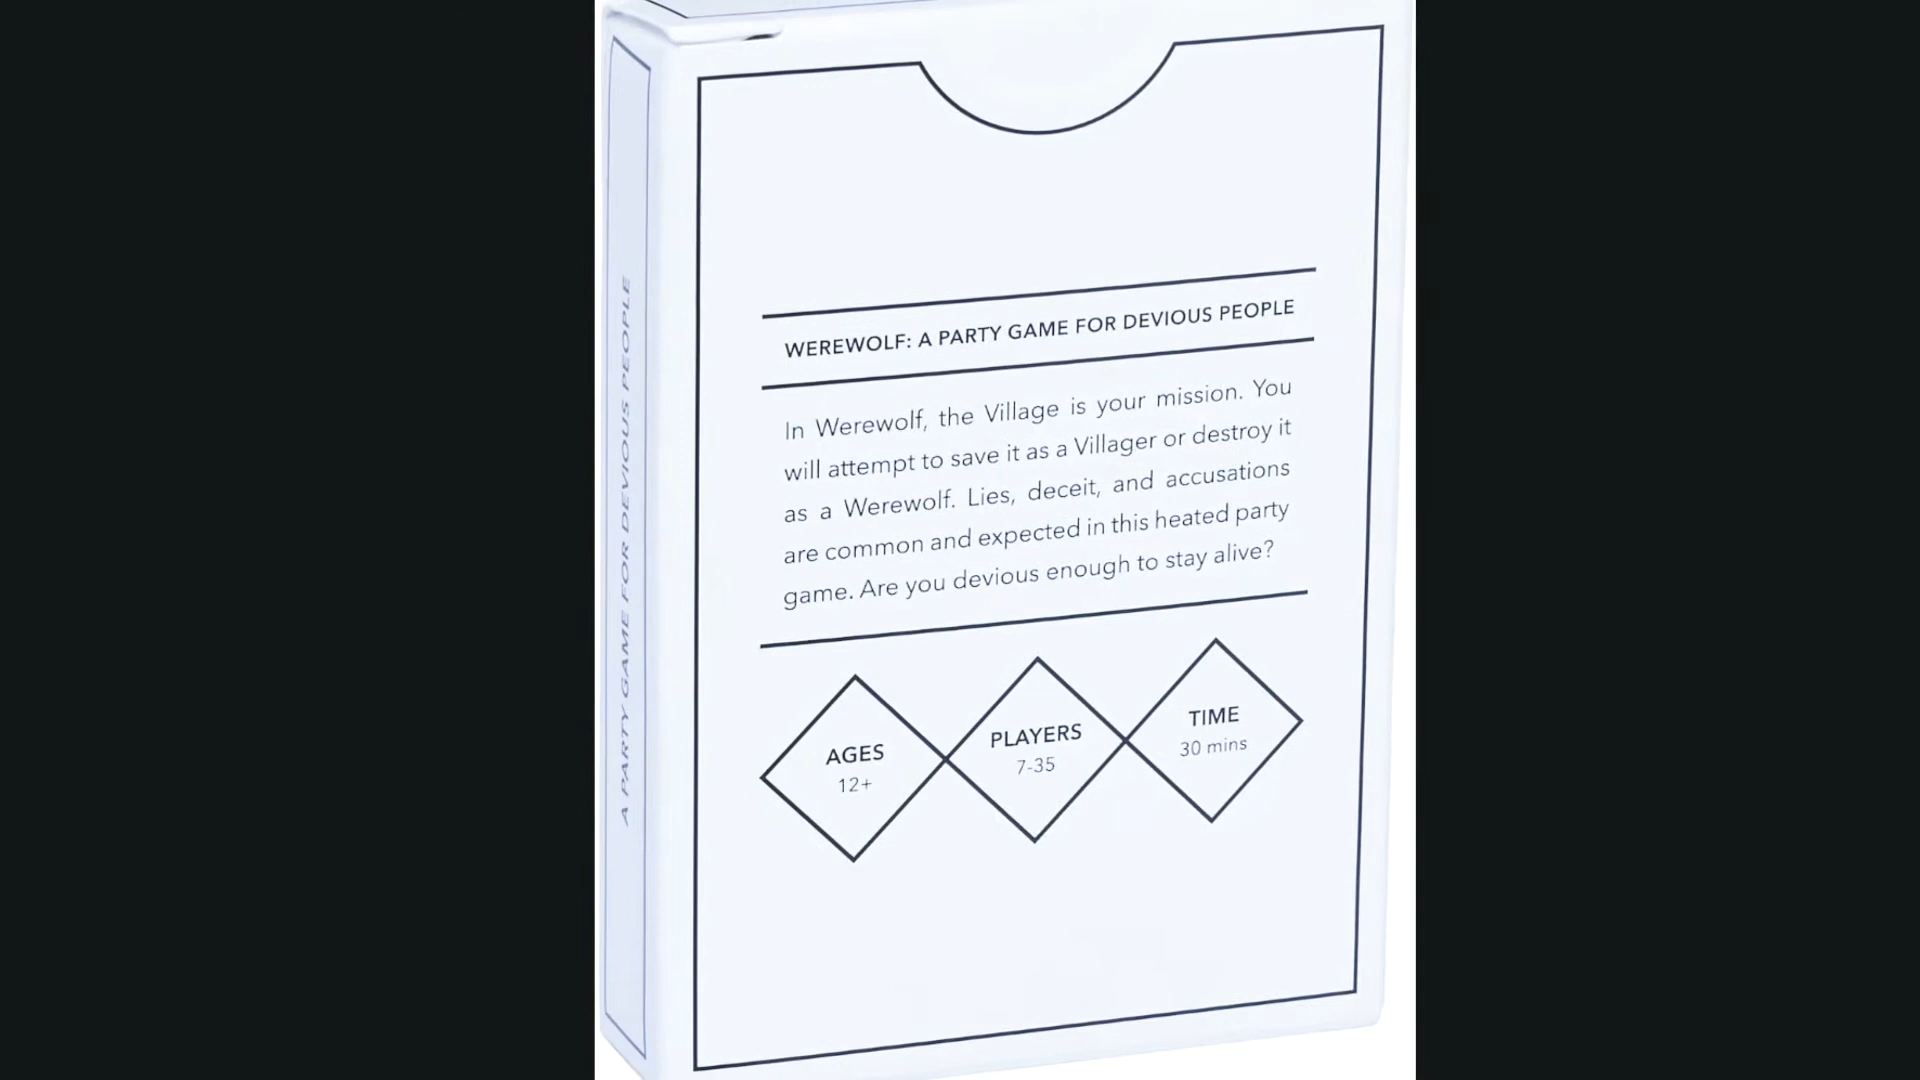 WEREWOLF: A PARTY GAME FOR DEVIOUS PEOPLE
In Werewolf, the Village is your mission. You
will attempt to save it as a Villager or destroy it
as a Werewolf. Lies, deceit, and accusations
are common and expected in this heated party
game. Are you devious enough to stay alive?
AGES
12+
PLAYERS
7-35
TIME
30 mins
A PARTY GAME FOR DEVIOUS PEOPLE